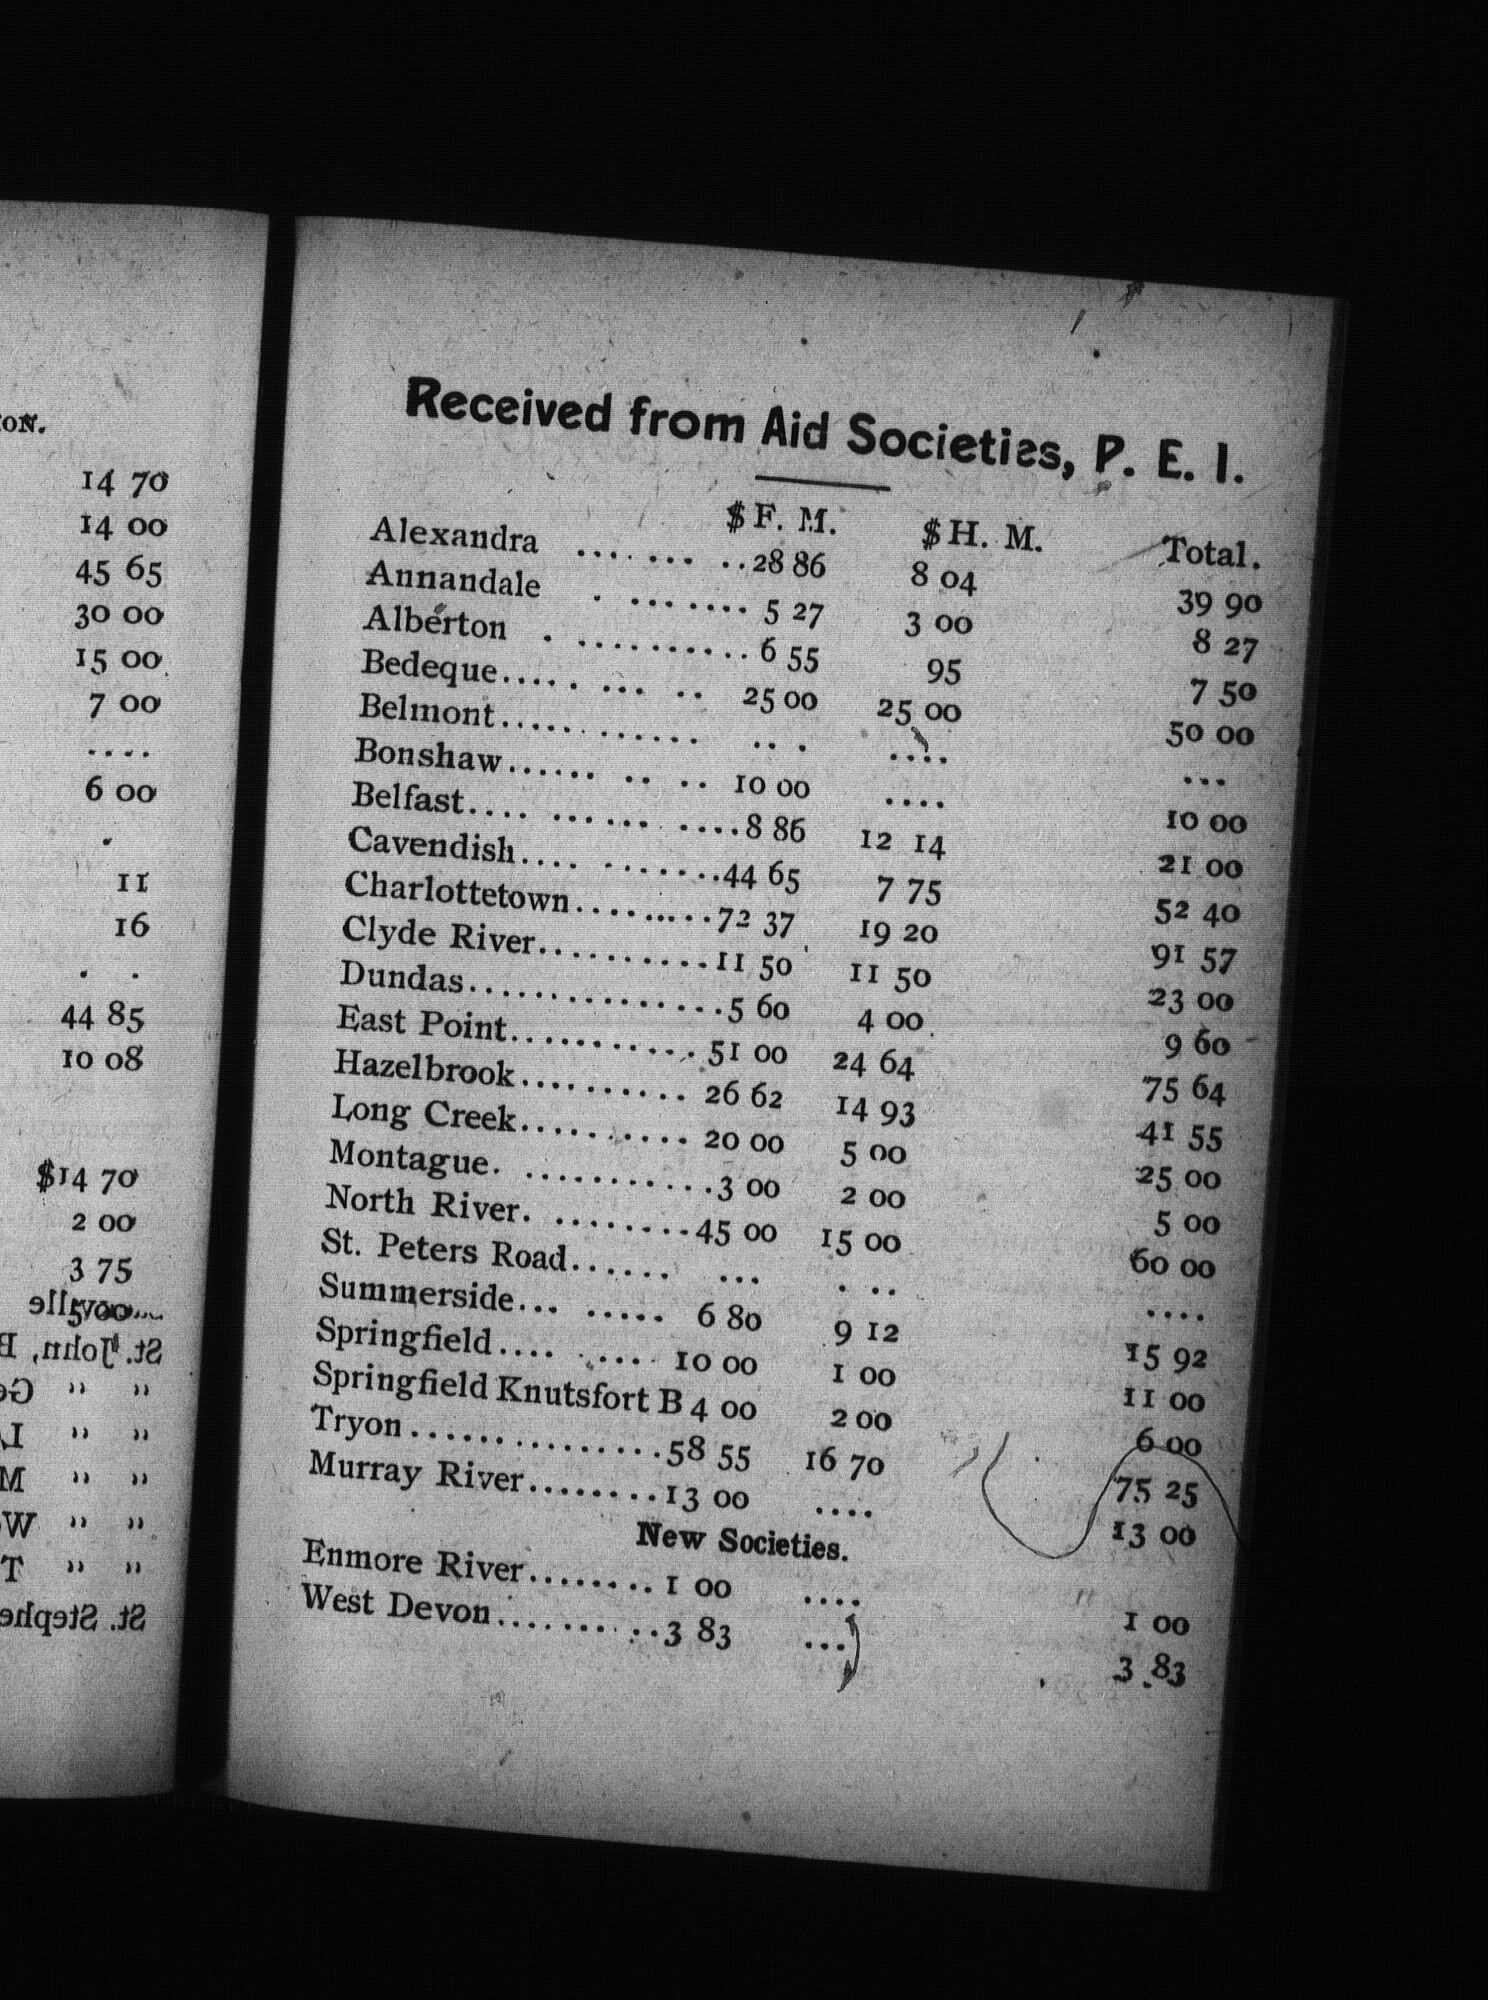 ON.
14 70
14 00
45 65
30 00
15 00
7 00
....
6 00
.
11
16
. .
44 85
10 08
$14 70
2 00
3 75
5 00
St. John,
" "
" "
" "
" "
" "
Received from Aid Societies, P. E. I.
$ F. M. $ H. M. Total.
Alexandra .... ... ..28 86 8 04 39 90
Annandale . ... .... 5 27 3 00 8 27
Alberton . ........... 6 55 95 7 50
Bedeque..... ... .. 25 00 25 00 50 00
Belmont............. .. . .... ...
Bonshaw...... .. .. 10 00 .... 10 00
Belfast.... ...... ....8 86 12 14 21 00
Cavendish.... .......44 65 7 75 52 40
Charlottetown.........72 37 19 20 91 57
Clyde River...........11 50 11 50 23 00
Dundas................5 60 4 00 9 60
East Point............ 51 00 24 64 75 64
Hazelbrook........... 26 62 14 93 41 55
Long Creek........... 20 00 5 00 25 00
Montague. ............3 00 2 00 5 00
North River. .........45 00 15 00 60 00
St. Peters Road...... ... . .. ....
Summerside... ..... 6 80 9 12 15 92
Springfield.... ..... 10 00 1 00 11 00
Springfield Knutsfort B 4 00 2 00 6 00
Tryon................58 55 16 70 75 25
Murray River........13 00 .... 13 00
New Societies.
Enmore River........ 1 00 .... 1 00
West Devon..........3 83 ... 3 83